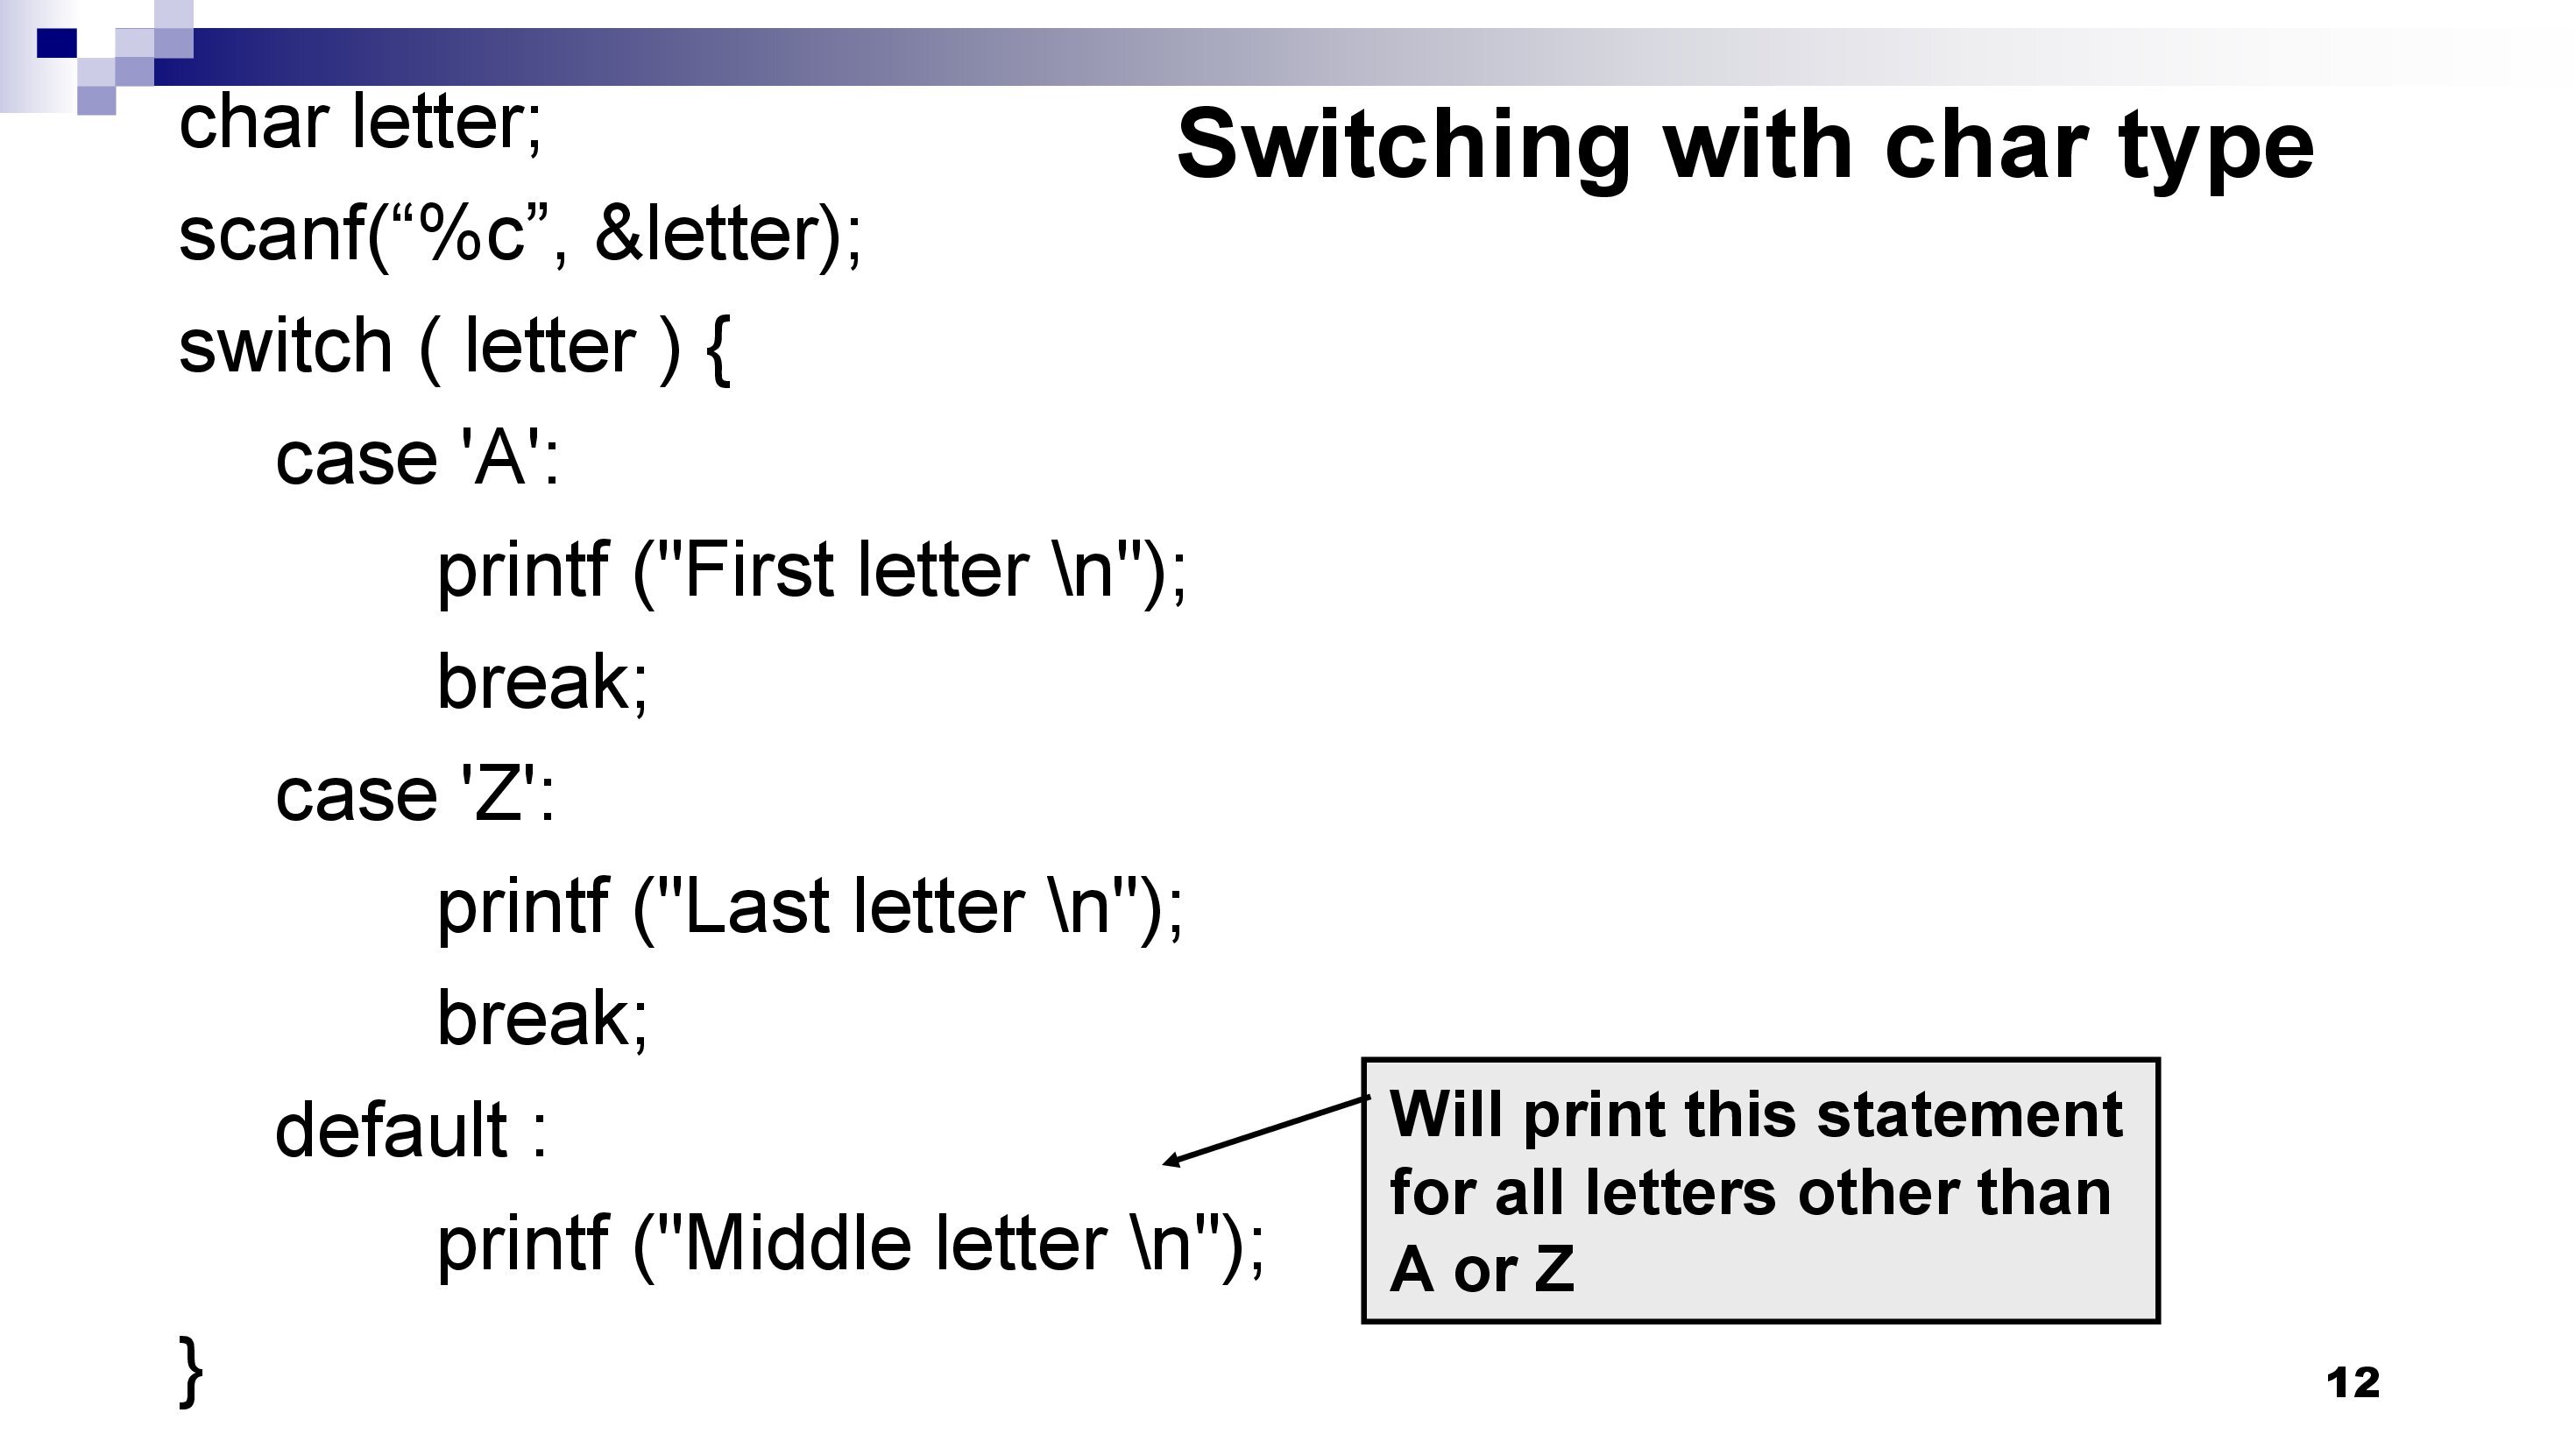 Switching with char type
char letter;
scanf(“%c”, &letter);
switch ( letter ) {
case 'A':
printf ("First letter \n");
break;
case 'Z':
printf ("Last letter \n");
break;
default :
printf ("Middle letter \n");
}
Will print this statement
for all letters other than
A or Z
12